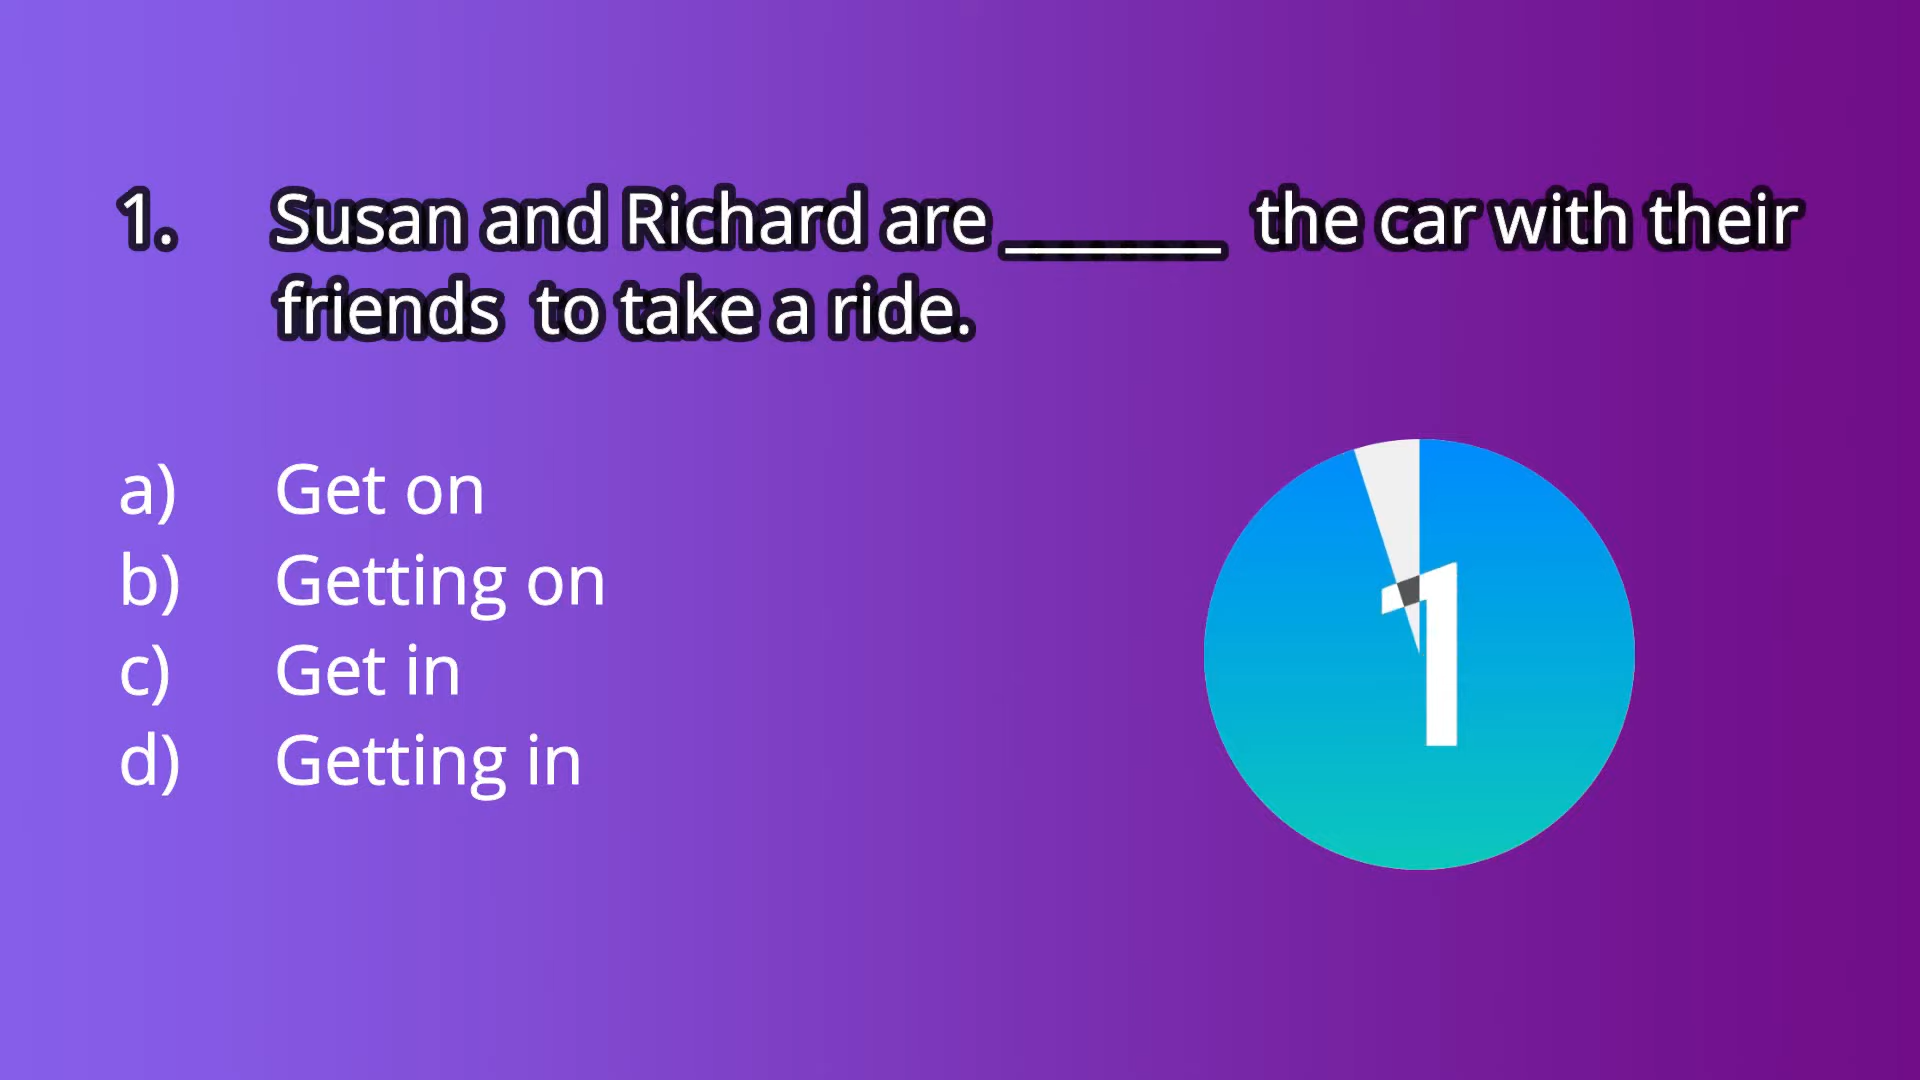 1. Susan and Richard are ______ the car with their
friends to take a ride.
a) Get on
b) Getting on
c) Get in
d) Getting in
1